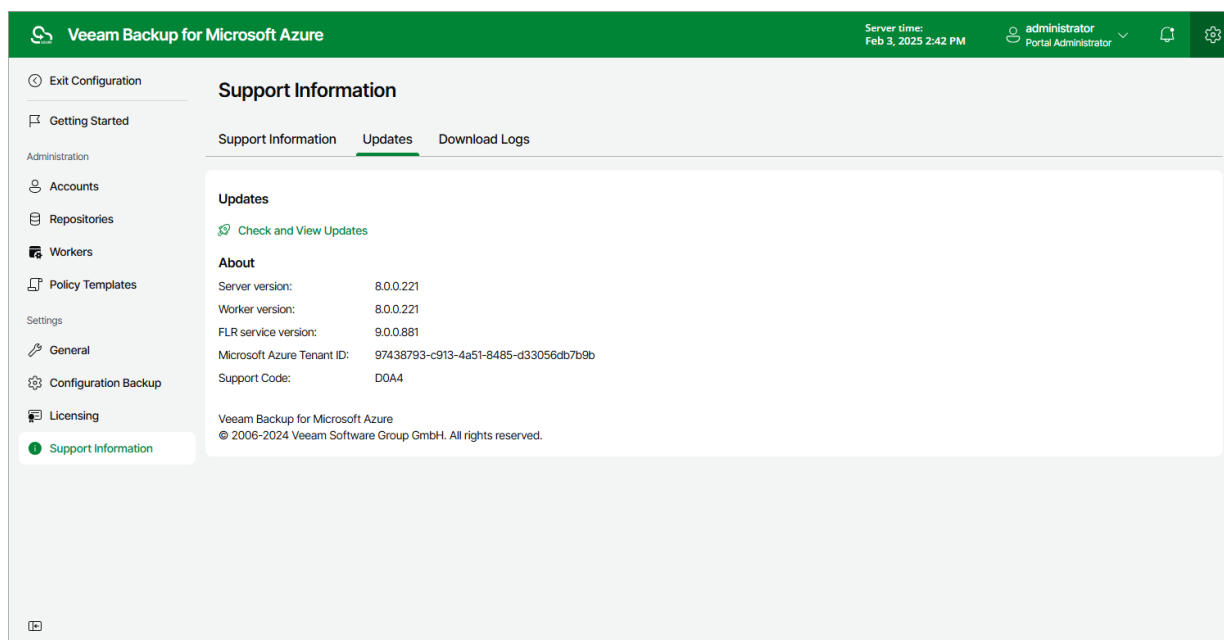 Veeam Backup for Microsoft Azure
Server time:
Feb 3, 2025 2:42 PM
administrator
Portal Administrator
Exit Configuration
Getting Started
Administration
Accounts
Repositories
Workers
Policy Templates
Settings
General
Configuration Backup
Licensing
Support Information
Support Information
Support Information Updates Download Logs
Updates
Check and View Updates
About
Server version: 8.0.0.221
Worker version: 8.0.0.221
FLR service version: 9.0.0.881
Microsoft Azure Tenant ID: 97438793-c913-4a51-8485-d33056db7b9b
Support Code: D0A4
Veeam Backup for Microsoft Azure
© 2006-2024 Veeam Software Group GmbH. All rights reserved.